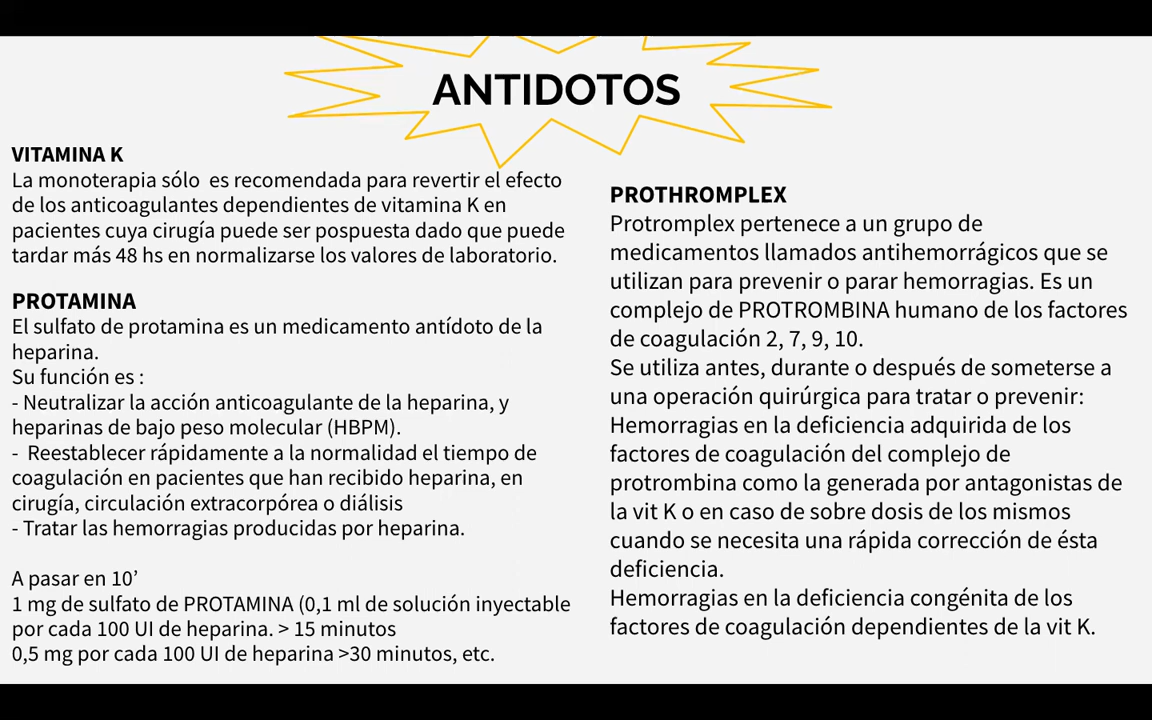 ANTIDOTOS
VITAMINA K
La monoterapia sólo es recomendada para revertir el efecto
de los anticoagulantes dependientes de vitamina K en
pacientes cuya cirugía puede ser pospuesta dado que puede
tardar más 48 hs en normalizarse los valores de laboratorio.
PROTAMINA
El sulfato de protamina es un medicamento antídoto de la
heparina.
Su función es :
- Neutralizar la acción anticoagulante de la heparina, y
heparinas de bajo peso molecular (HBPM).
- Reestablecer rápidamente a la normalidad el tiempo de
coagulación en pacientes que han recibido heparina, en
cirugía, circulación extracorpórea o diálisis
- Tratar las hemorragias producidas por heparina.
A pasar en 10’
1 mg de sulfato de PROTAMINA (0,1 ml de solución inyectable
por cada 100 UI de heparina. > 15 minutos
0,5 mg por cada 100 UI de heparina >30 minutos, etc.
PROTHROMPLEX
Protromplex pertenece a un grupo de
medicamentos llamados antihemorrágicos que se
utilizan para prevenir o parar hemorragias. Es un
complejo de PROTROMBINA humano de los factores
de coagulación 2, 7, 9, 10.
Se utiliza antes, durante o después de someterse a
una operación quirúrgica para tratar o prevenir:
Hemorragias en la deficiencia adquirida de los
factores de coagulación del complejo de
protrombina como la generada por antagonistas de
la vit K o en caso de sobre dosis de los mismos
cuando se necesita una rápida corrección de ésta
deficiencia.
Hemorragias en la deficiencia congénita de los
factores de coagulación dependientes de la vit K.